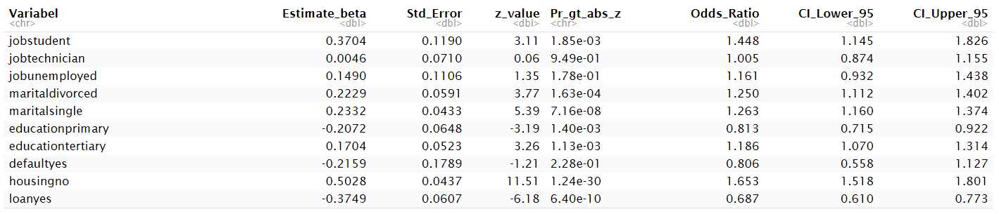 Variabel Estimate_beta Std_Error z_value Pr_gt_abs_z Odds_Ratio CI_Lower_95 CI_Upper_95
<chr> <dbl> <dbl> <dbl> <chr> <dbl> <dbl> <dbl>
jobstudent 0.3704 0.1190 3.11 1.85e-03 1.448 1.145 1.826
jobtechnician 0.0046 0.0710 0.06 9.49e-01 1.005 0.874 1.155
jobunemployed 0.1490 0.1106 1.35 1.78e-01 1.161 0.932 1.438
maritaldivorced 0.2229 0.0591 3.77 1.63e-04 1.250 1.112 1.402
maritalsingle 0.2332 0.0433 5.39 7.16e-08 1.263 1.160 1.374
educationprimary -0.2072 0.0648 -3.19 1.40e-03 0.813 0.715 0.922
educationtertiary 0.1704 0.0523 3.26 1.13e-03 1.186 1.070 1.314
defaultyes -0.2159 0.1789 -1.21 2.28e-01 0.806 0.558 1.127
housingno 0.5028 0.0437 11.51 1.24e-30 1.653 1.518 1.801
loanyes -0.3749 0.0607 -6.18 6.40e-10 0.687 0.610 0.773